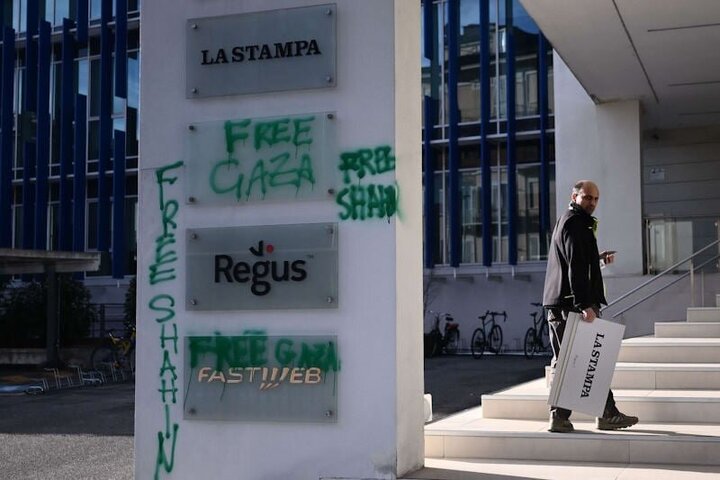 LA STAMPA
FREE
GAZA
FREE
SHAHIN
FREE SHAHIN
Regus
FREE GAZA
FASTWEB
LA STAMPA